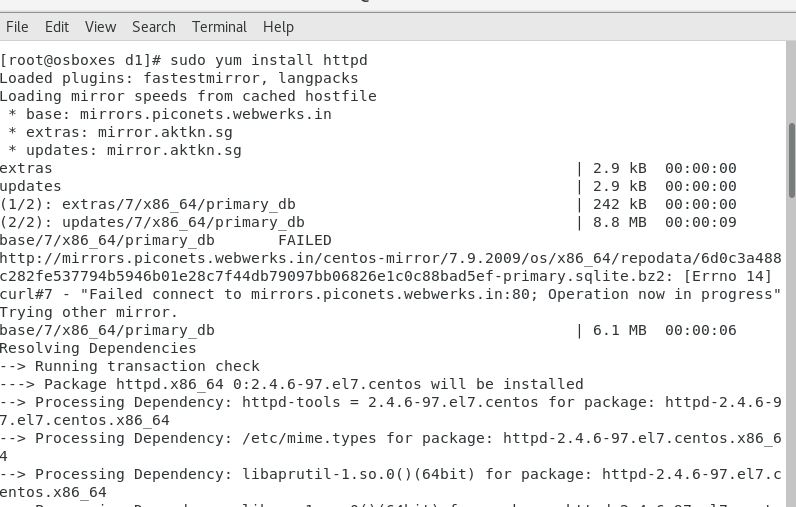 File Edit View Search Terminal Help
[root@osboxes d1]# sudo yum install httpd
Loaded plugins: fastestmirror, langpacks
Loading mirror speeds from cached hostfile
 * base: mirrors.piconets.webwerks.in
 * extras: mirror.aktkn.sg
 * updates: mirror.aktkn.sg
extras | 2.9 kB 00:00:00
updates | 2.9 kB 00:00:00
(1/2): extras/7/x86_64/primary_db | 242 kB 00:00:00
(2/2): updates/7/x86_64/primary_db | 8.8 MB 00:00:09
base/7/x86_64/primary_db FAILED
http://mirrors.piconets.webwerks.in/centos-mirror/7.9.2009/os/x86_64/repodata/6d0c3a488
c282fe537794b5946b01e28c7f44db79097bb06826e1c0c88bad5ef-primary.sqlite.bz2: [Errno 14]
curl#7 - "Failed connect to mirrors.piconets.webwerks.in:80; Operation now in progress"
Trying other mirror.
base/7/x86_64/primary_db | 6.1 MB 00:00:06
Resolving Dependencies
--> Running transaction check
---> Package httpd.x86_64 0:2.4.6-97.el7.centos will be installed
--> Processing Dependency: httpd-tools = 2.4.6-97.el7.centos for package: httpd-2.4.6-9
7.el7.centos.x86_64
--> Processing Dependency: /etc/mime.types for package: httpd-2.4.6-97.el7.centos.x86_6
4
--> Processing Dependency: libaprutil-1.so.0()(64bit) for package: httpd-2.4.6-97.el7.c
entos.x86_64